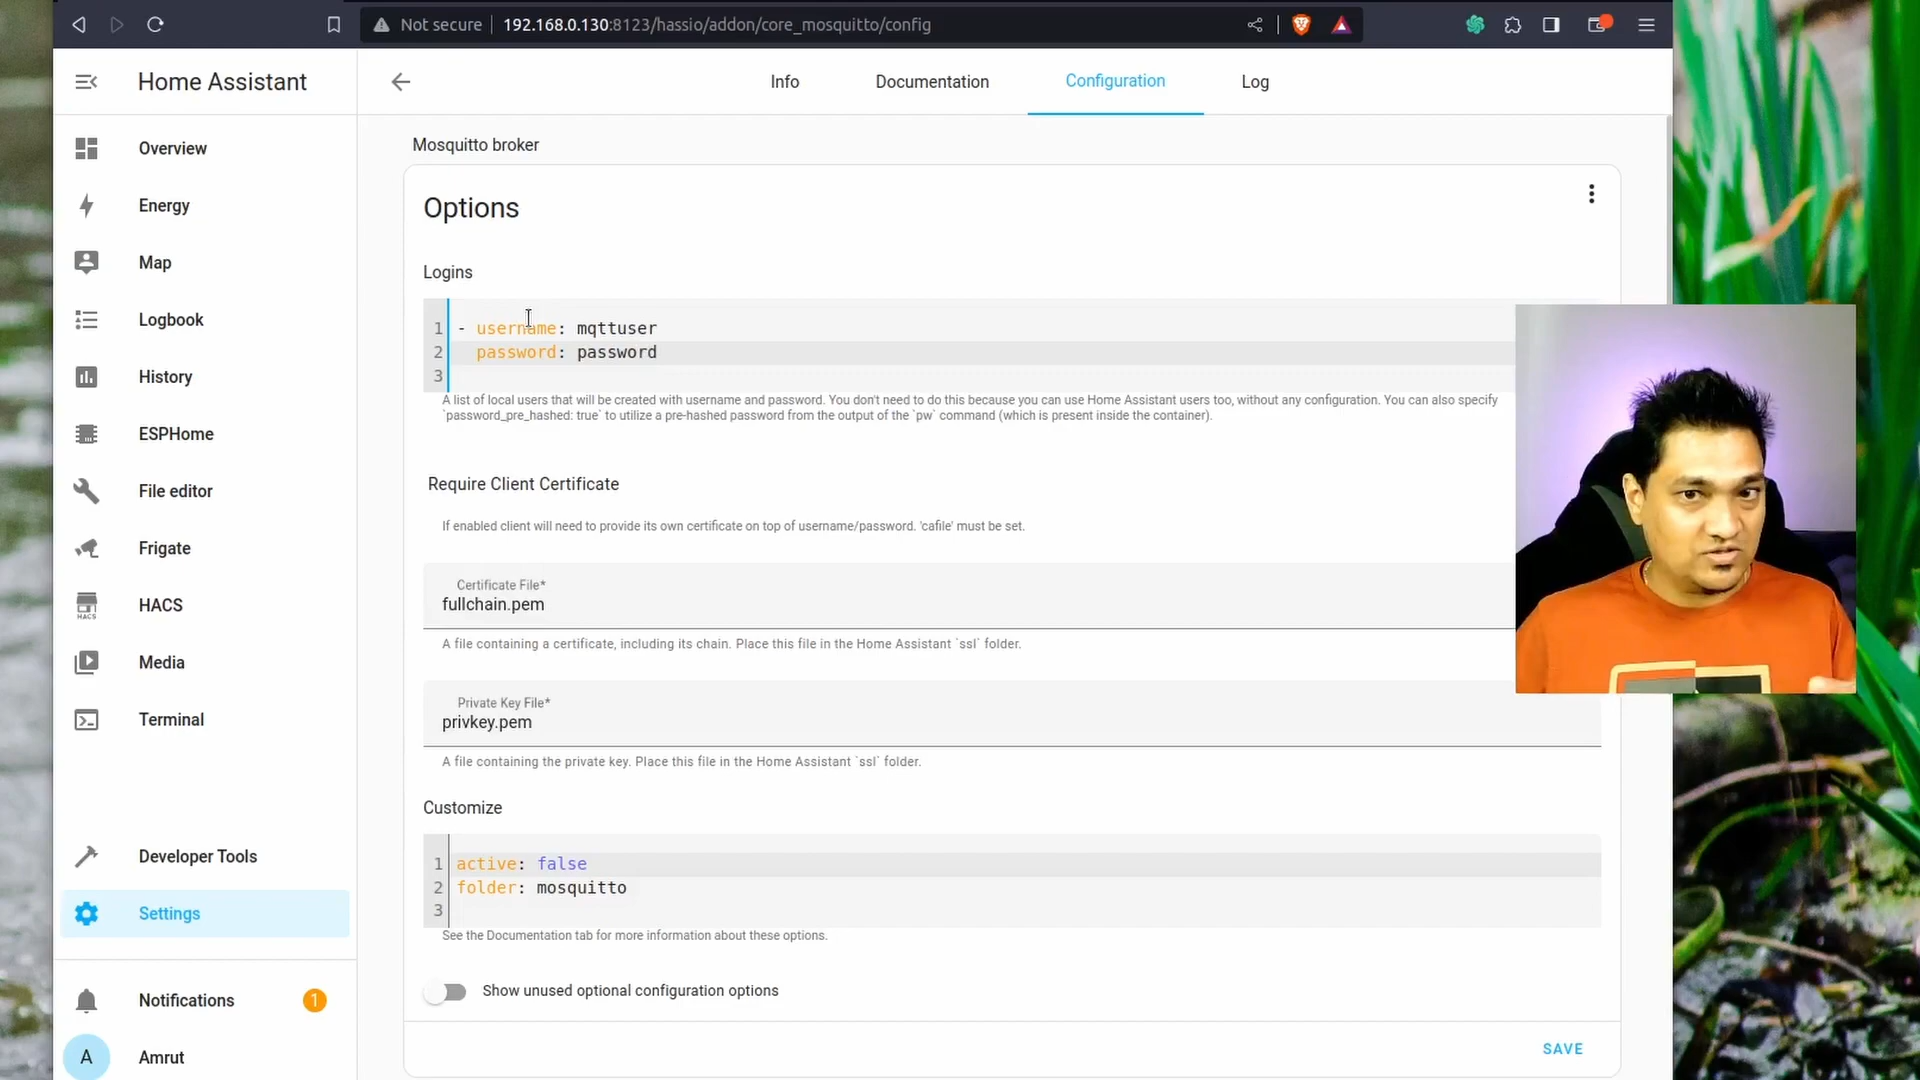 Not secure
192.168.0.130:8123/hassio/addon/core_mosquitto/config
Home Assistant
Info
Documentation
Configuration
Log
Overview
Energy
Map
Logbook
History
ESPHome
File editor
Frigate
HACS
HACS
Media
Terminal
Developer Tools
Settings
Notifications
1
A
Amrut
Mosquitto broker
Options
Logins
1 - username: mqttuser
2 password: password
3
A list of local users that will be created with username and password. You don't need to do this because you can use Home Assistant users too, without any configuration. You can also specify
`password_pre_hashed: true` to utilize a pre-hashed password from the output of the `pw` command (which is present inside the container).
Require Client Certificate
If enabled client will need to provide its own certificate on top of username/password. 'cafile' must be set.
Certificate File*
fullchain.pem
A file containing a certificate, including its chain. Place this file in the Home Assistant `ssl` folder.
Private Key File*
privkey.pem
A file containing the private key. Place this file in the Home Assistant `ssl` folder.
Customize
1 active: false
2 folder: mosquitto
3
See the Documentation tab for more information about these options.
Show unused optional configuration options
SAVE